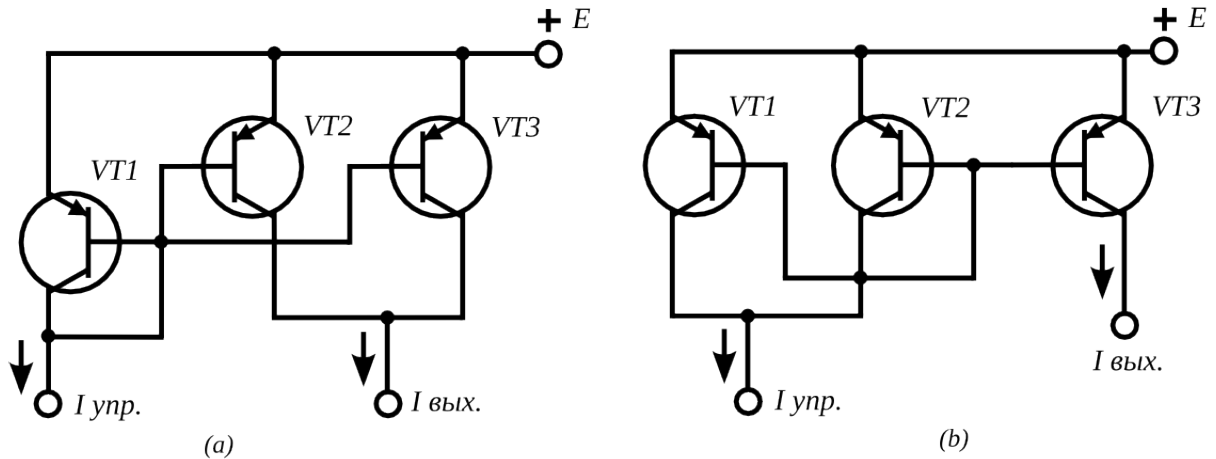 + E
VT1
VT2
VT3
I упр.
I вых.
(a)
+ E
VT1
VT2
VT3
I упр.
I вых.
(b)